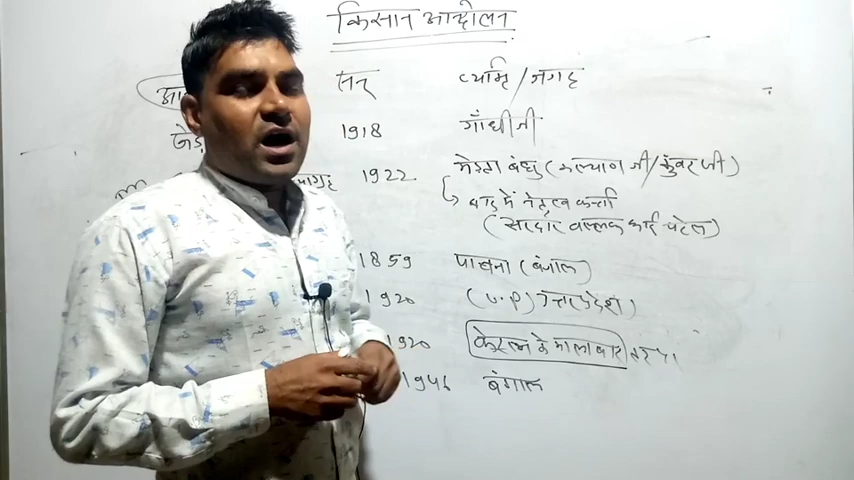 किसान आन्दोलन
सन् व्यक्ति/जगह
1918 गाँधीजी
1922 मेहता बंधु (कल्याण जी/कुंवर जी)
बाद में नेतृत्व कर्ता
(सरदार वल्लभ भाई पटेल)
1859 पाबना (बंगाल)
1920 (U.P) उत्तरप्रदेश)
1920 केरल के मालाबार
1946 बंगाल